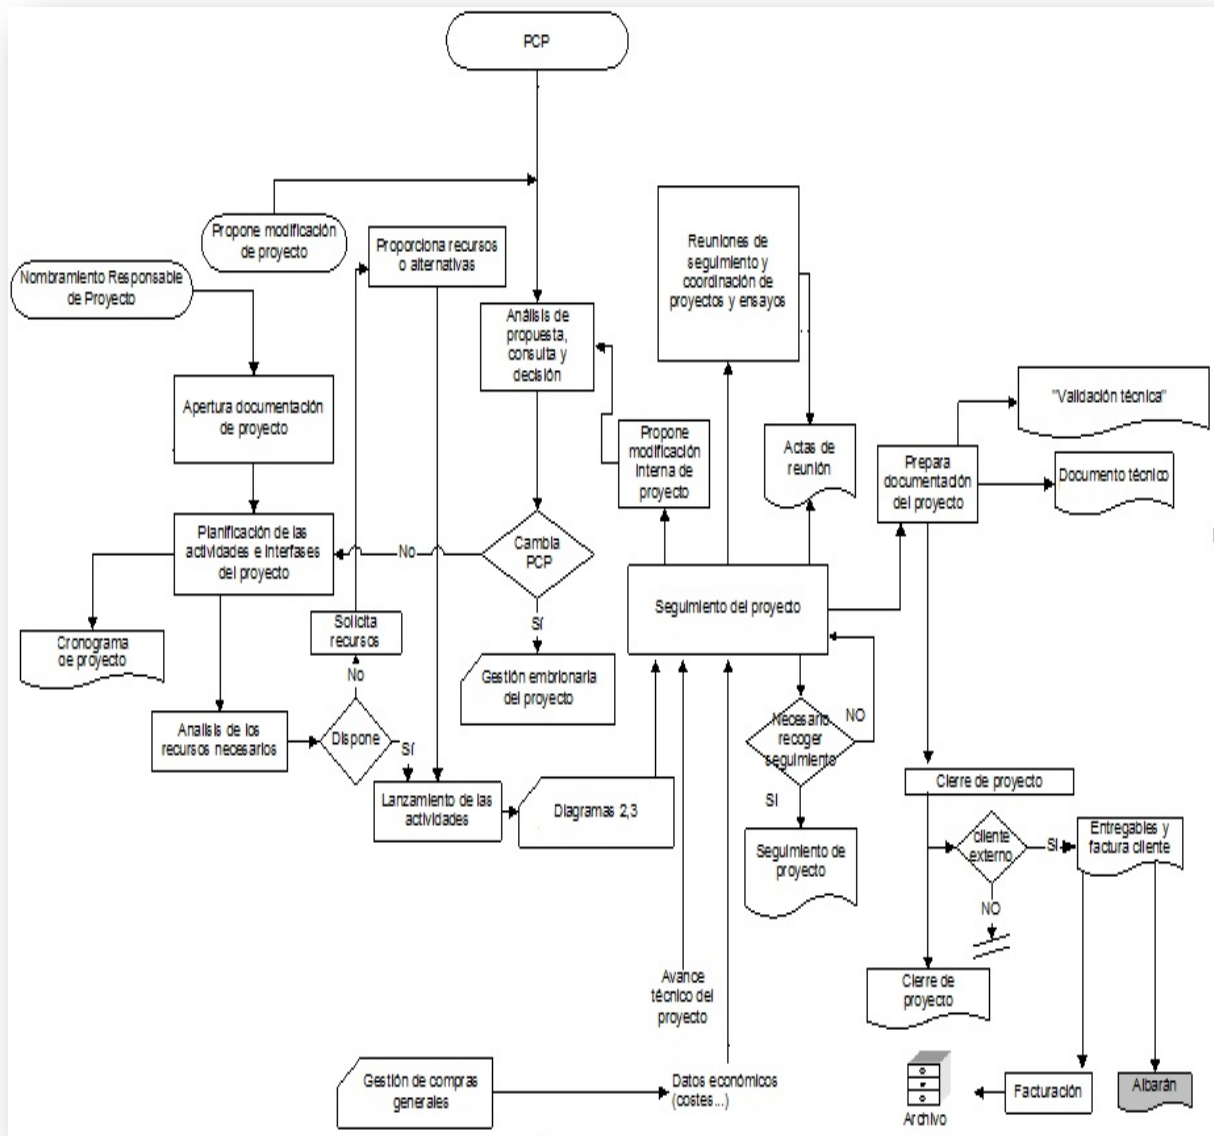 PCP
Propone modificación
de proyecto
Proporciona recursos
o alternativas
Reuniones de
seguimiento y
coordinación de
proyectos y ensayos
Nombramiento Responsable
de Proyecto
Análisis de
propuesta,
consulta y
decisión
Apertura documentación
de proyecto
"Validación técnica"
Propone
modificación
Interna de
proyecto
Actas de
reunión
Prepara
documentación
del proyecto
Documento técnico
Planificación de las
actividades e Interfases
del proyecto
No
Cambia
PCP
Seguimiento del proyecto
Solicita
recursos
Sí
Cronograma
de proyecto
No
Gestión embrionaria
del proyecto
Analisis de los
recursos necesarios
Dispone
Sí
Necesario
recoger
seguimiento
NO
SI
Lanzamiento de las
actividades
Diagramas 2,3
Cierre de proyecto
Seguimiento de
proyecto
cliente
externo
SI
Entregables y
factura cliente
NO
Avance
técnico del
proyecto
Cierre de
proyecto
Gestión de compras
generales
Datos económicos
(costes...)
Archivo
Facturación
Albarán